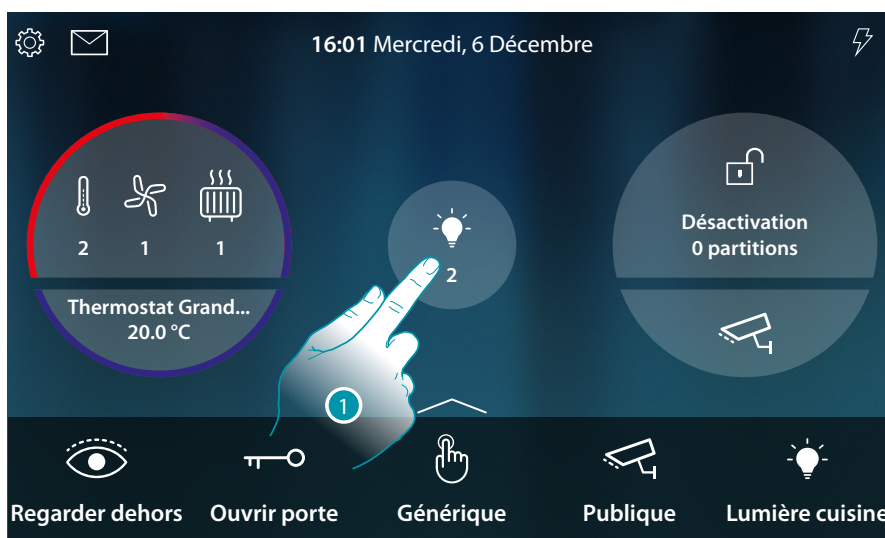 16:01 Mercredi, 6 Décembre
2 1 1
Thermostat Grand...
20.0 °C
2
Désactivation
0 partitions
1
Regarder dehors Ouvrir porte Générique Publique Lumière cuisine